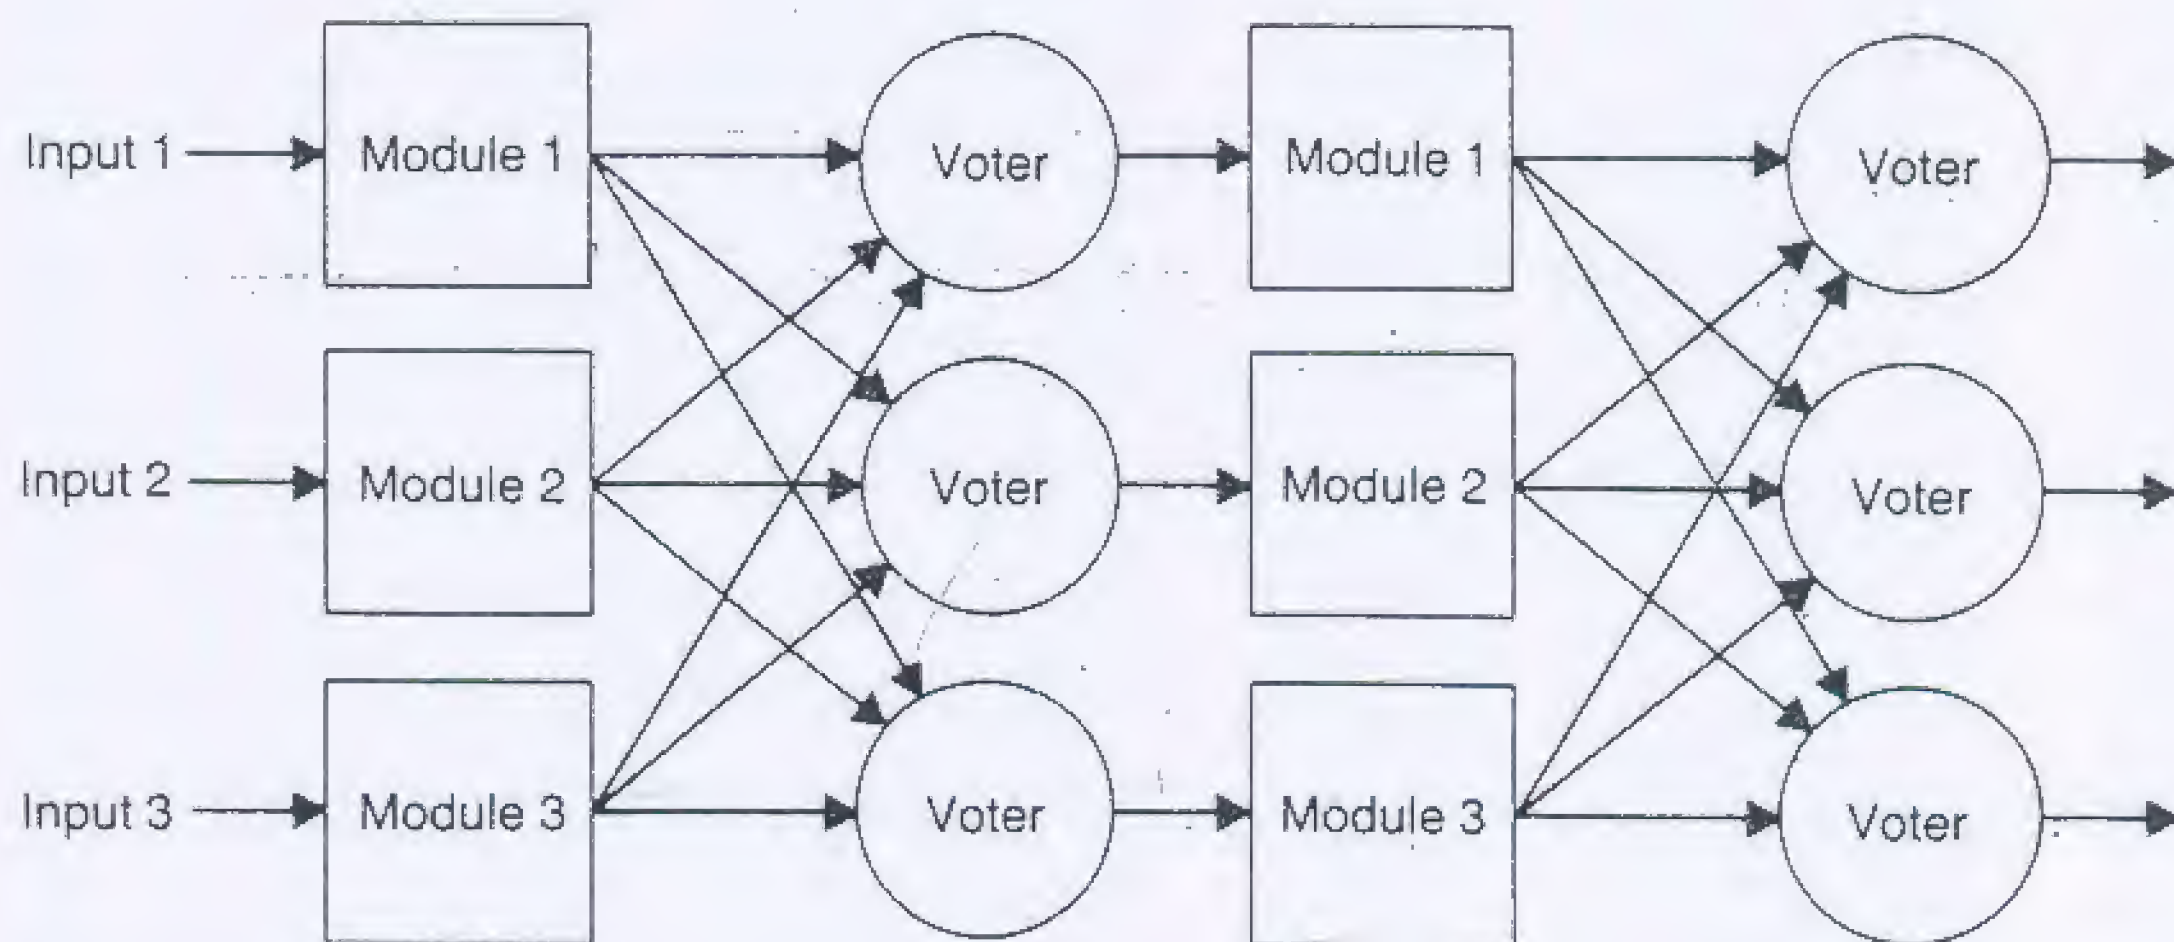 Input 1 Module 1 Voter Module 1 Voter
Input 2 Module 2 Voter Module 2 Voter
Input 3 Module 3 Voter Module 3 Voter